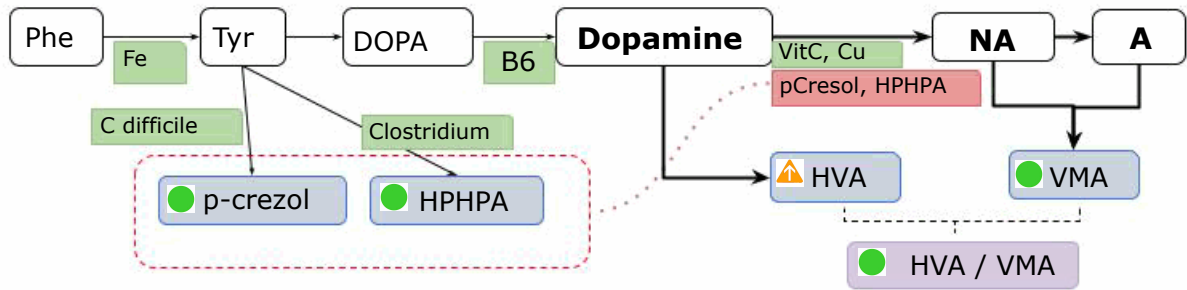 Phe
Tyr
DOPA
Dopamine
NA
A
Fe
B6
VitC, Cu
pCresol, HPHPA
C difficile
Clostridium
p-crezol
HPHPA
HVA
VMA
HVA / VMA